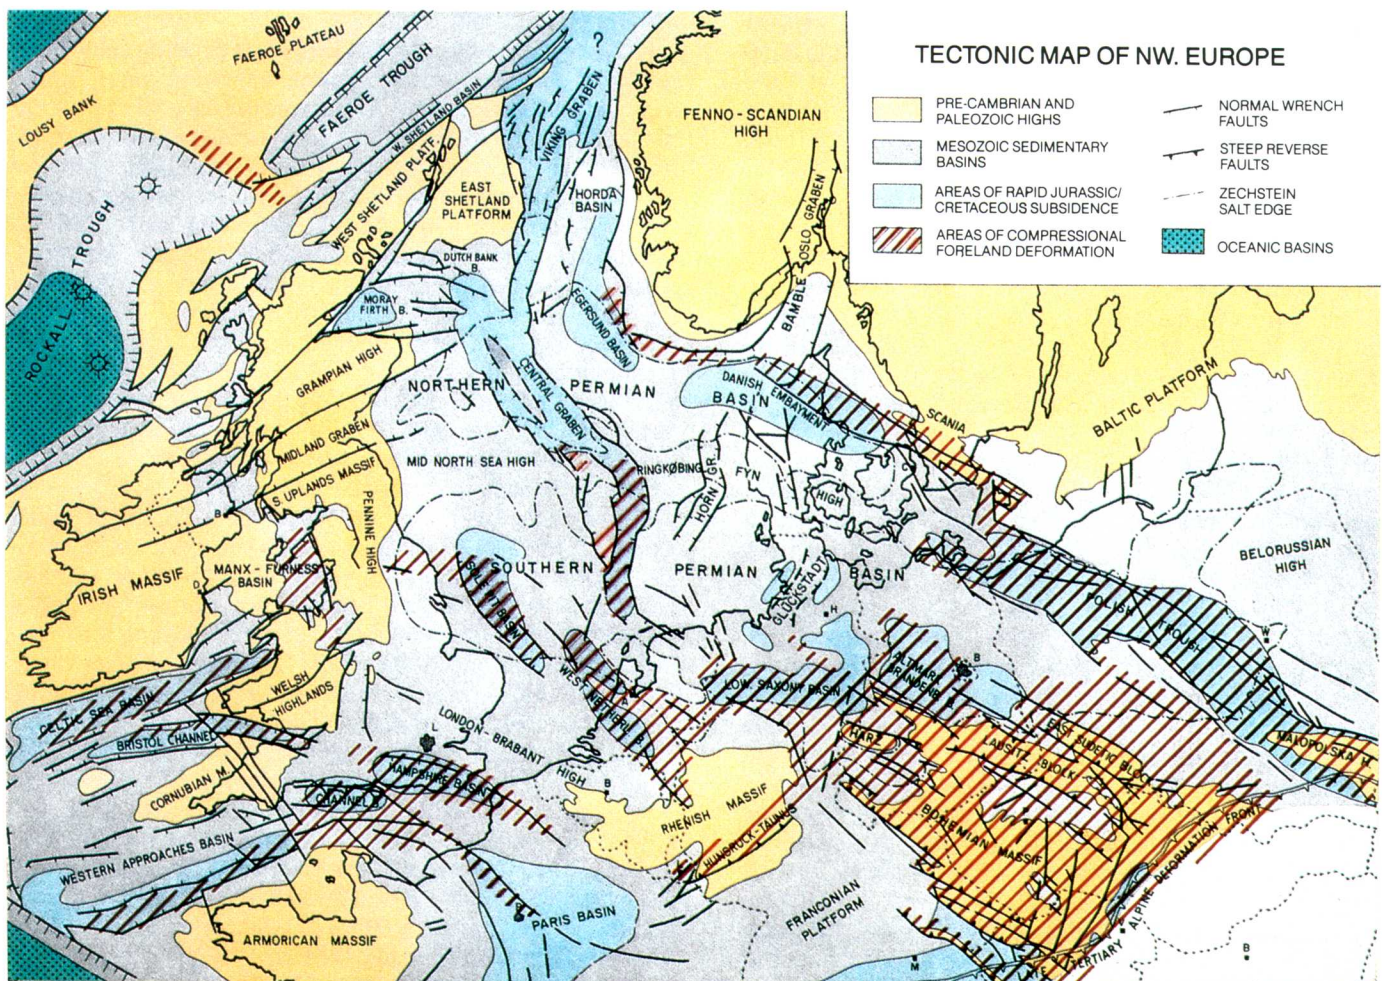 TECTONIC MAP OF NW. EUROPE
PRE-CAMBRIAN AND
PALEOZOIC HIGHS
MESOZOIC SEDIMENTARY
BASINS
AREAS OF RAPID JURASSIC/
CRETACEOUS SUBSIDENCE
AREAS OF COMPRESSIONAL
FORELAND DEFORMATION
NORMAL WRENCH
FAULTS
STEEP REVERSE
FAULTS
ZECHSTEIN
SALT EDGE
OCEANIC BASINS
FAEROE PLATEAU
LOUSY BANK
FAEROE TROUGH
W. SHETLAND BASIN
?
VIKING GRABEN
FENNO-SCANDIAN
HIGH
WEST SHETLAND PLATF.
EAST
SHETLAND
PLATFORM
HORDA
BASIN
BAMBLE OSLO GRABEN
ROCKALL TROUGH
DUTCH BANK
B.
MORAY
FIRTH B.
EGERSUND BASIN
GRAMPIAN HIGH
CENTRAL GRABEN
NORTHERN PERMIAN BASIN
DANISH EMBAYMENT
SCANIA
BALTIC PLATFORM
MIDLAND GRABEN
S UPLANDS MASSIF
PENNINE HIGH
MID NORTH SEA HIGH
RINGKØBING
FYN
HIGH
HORN GR.
C
B
D
IRISH MASSIF
MANX-FURNESS
BASIN
SOUTHERN PERMIAN BASIN
GLÜCKSTADT
H
BELORUSSIAN
HIGH
POLISH TROUGH
W
WELSH
HIGHLANDS
CELTIC SEA BASIN
BRISTOL CHANNEL
CORNUBIAN M.
L
LONDON-BRABANT HIGH
HAMPSHIRE BASIN
CHANNEL B.
WEST NETHERL. B.
A
B
LOW. SAXONY BASIN
ALTMARK
BRANDENB.
B
HARZ
LAUSITZ BLOCK
EAST SUDETIC BLOCK
MALOPOLSKA H.
RHENISH MASSIF
HUNSRÜCK-TAUNUS
BOHEMIAN MASSIF
WESTERN APPROACHES BASIN
ARMORICAN MASSIF
PARIS BASIN
FRANCONIAN
PLATFORM
M
LATE TERTIARY ALPINE DEFORMATION FRONT
B